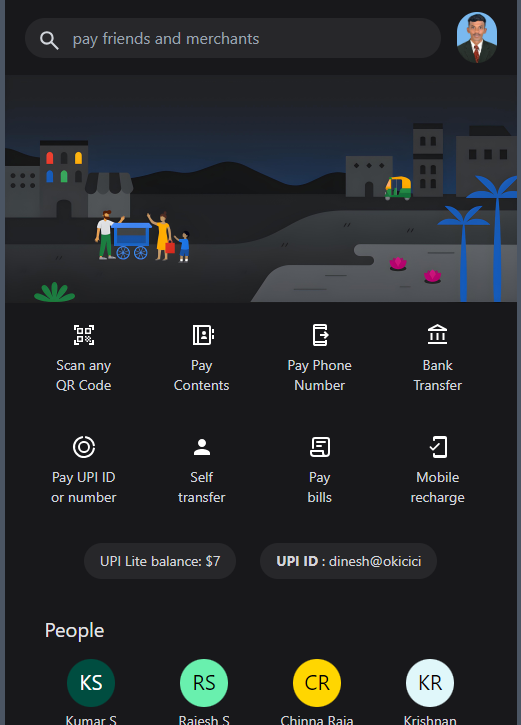 pay friends and merchants
Scan any
QR Code
Pay
Contents
Pay Phone
Number
Bank
Transfer
Pay UPI ID
or number
Self
transfer
Pay
bills
Mobile
recharge
UPI Lite balance: $7
UPI ID : dinesh@okicici
People
KS
RS
CR
KR
Kumar S
Rajesh S
Chinna Raja
Krishnan